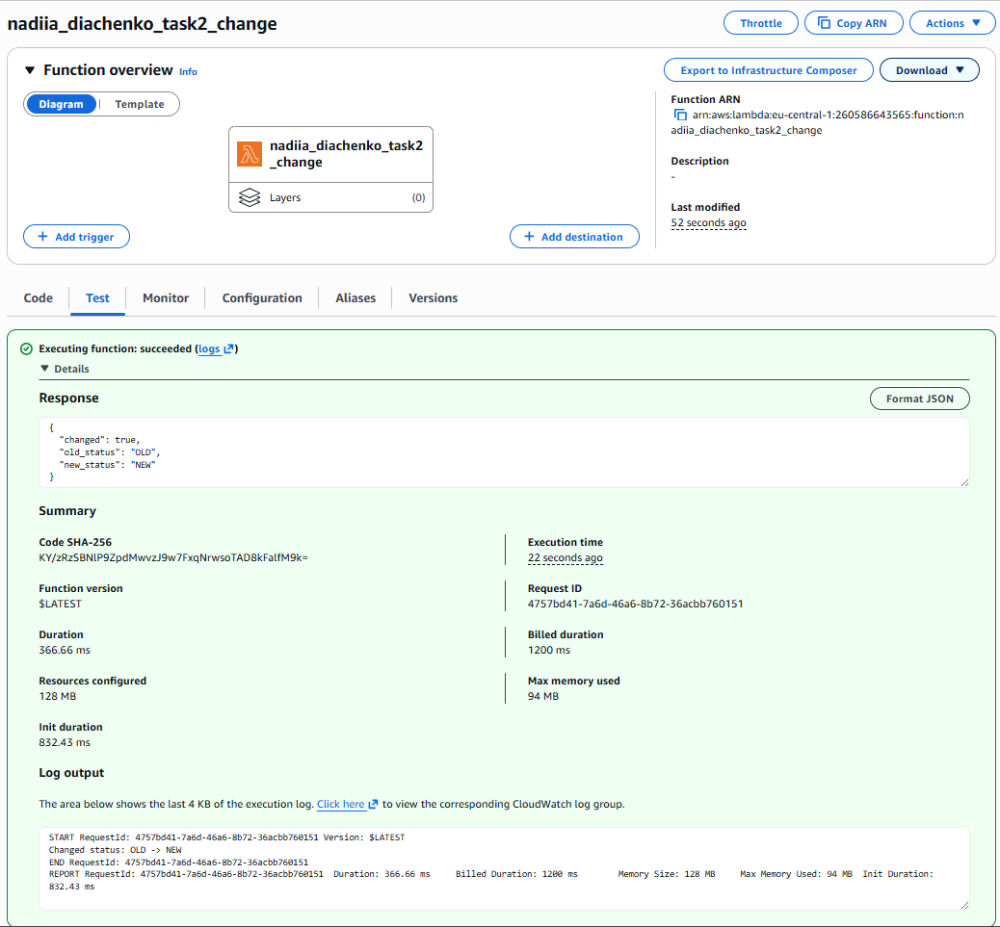 nadiia_diachenko_task2_change
Throttle
Copy ARN
Actions
Function overview Info
Export to Infrastructure Composer
Download
Diagram
Template
nadiia_diachenko_task2
_change
Layers
(0)
Add trigger
Add destination
Function ARN
arn:aws:lambda:eu-central-1:260586643565:function:n
adiia_diachenko_task2_change
Description
-
Last modified
52 seconds ago
Code
Test
Monitor
Configuration
Aliases
Versions
Executing function: succeeded (logs)
Details
Response
Format JSON
{
"changed": true,
"old_status": "OLD",
"new_status": "NEW"
}
Summary
Code SHA-256
KY/zRzSBNlP9ZpdMwvzJ9w7FxqNrwsoTAD8kFalfM9k=
Execution time
22 seconds ago
Function version
$LATEST
Request ID
4757bd41-7a6d-46a6-8b72-36acbb760151
Duration
366.66 ms
Billed duration
1200 ms
Resources configured
128 MB
Max memory used
94 MB
Init duration
832.43 ms
Log output
The area below shows the last 4 KB of the execution log. Click here to view the corresponding CloudWatch log group.
START RequestId: 4757bd41-7a6d-46a6-8b72-36acbb760151 Version: $LATEST
Changed status: OLD -> NEW
END RequestId: 4757bd41-7a6d-46a6-8b72-36acbb760151
REPORT RequestId: 4757bd41-7a6d-46a6-8b72-36acbb760151 Duration: 366.66 ms Billed Duration: 1200 ms Memory Size: 128 MB Max Memory Used: 94 MB Init Duration:
832.43 ms